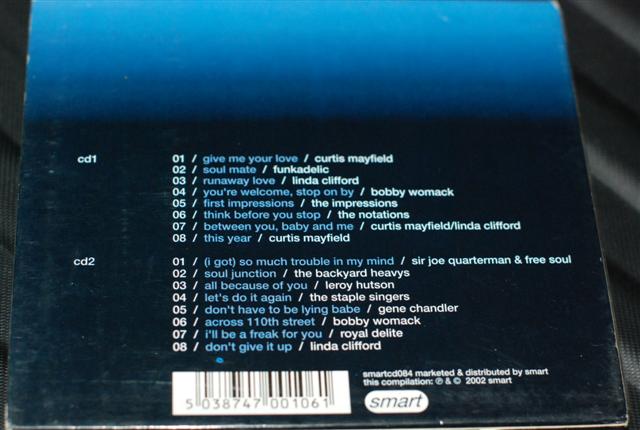 cd1
01 / give me your love / curtis mayfield
02 / soul mate / funkadelic
03 / runaway love / linda clifford
04 / you're welcome, stop on by / bobby womack
05 / first impressions / the impressions
06 / think before you stop / the notations
07 / between you, baby and me / curtis mayfield/linda clifford
08 / this year / curtis mayfield
cd2
01 / (i got) so much trouble in my mind / sir joe quarterman & free soul
02 / soul junction / the backyard heavys
03 / all because of you / leroy hutson
04 / let's do it again / the staple singers
05 / don't have to be lying babe / gene chandler
06 / across 110th street / bobby womack
07 / i'll be a freak for you / royal delite
08 / don't give it up / linda clifford
smartcd084 marketed & distributed by smart
this compilation: ℗ & © 2002 smart
smart
5 038747 001061